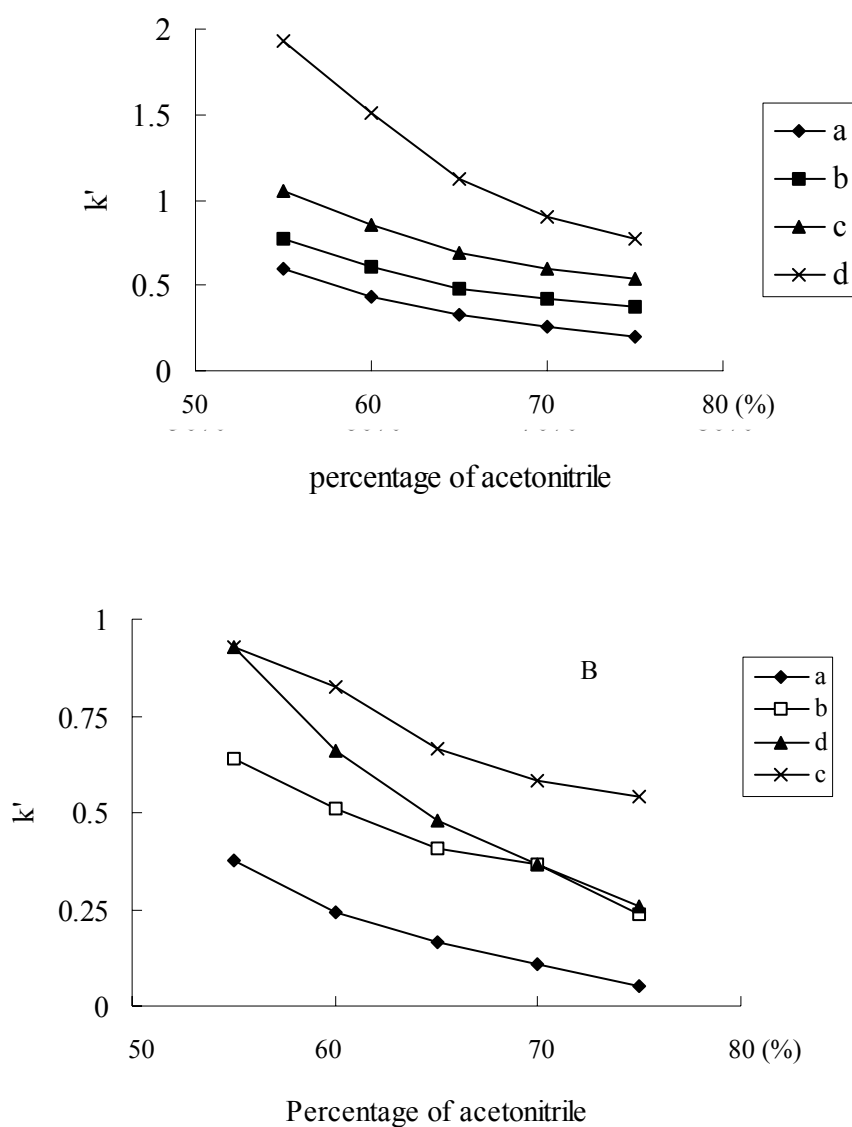 2
1.5
1
0.5
0
k'
50 60 70 80 (%)
percentage of acetonitrile
a
b
c
d
1
0.75
0.5
0.25
0
k'
B
50 60 70 80 (%)
Percentage of acetonitrile
a
b
d
c